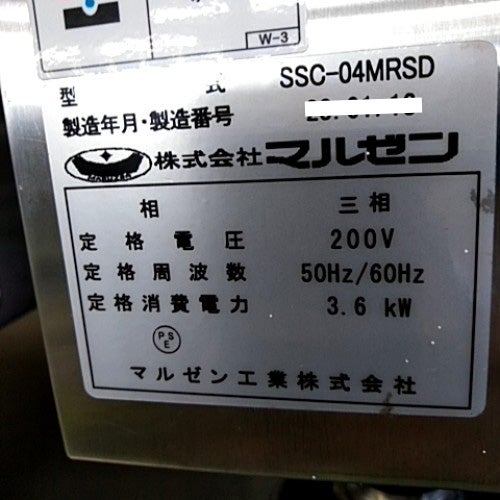 W-3
型式 SSC-04MRSD
製造年月・製造番号
MARUZEN 株式会社マルゼン
相 三相
定格電圧 200V
定格周波数 50Hz/60Hz
定格消費電力 3.6 kW
PSE
マルゼン工業株式会社